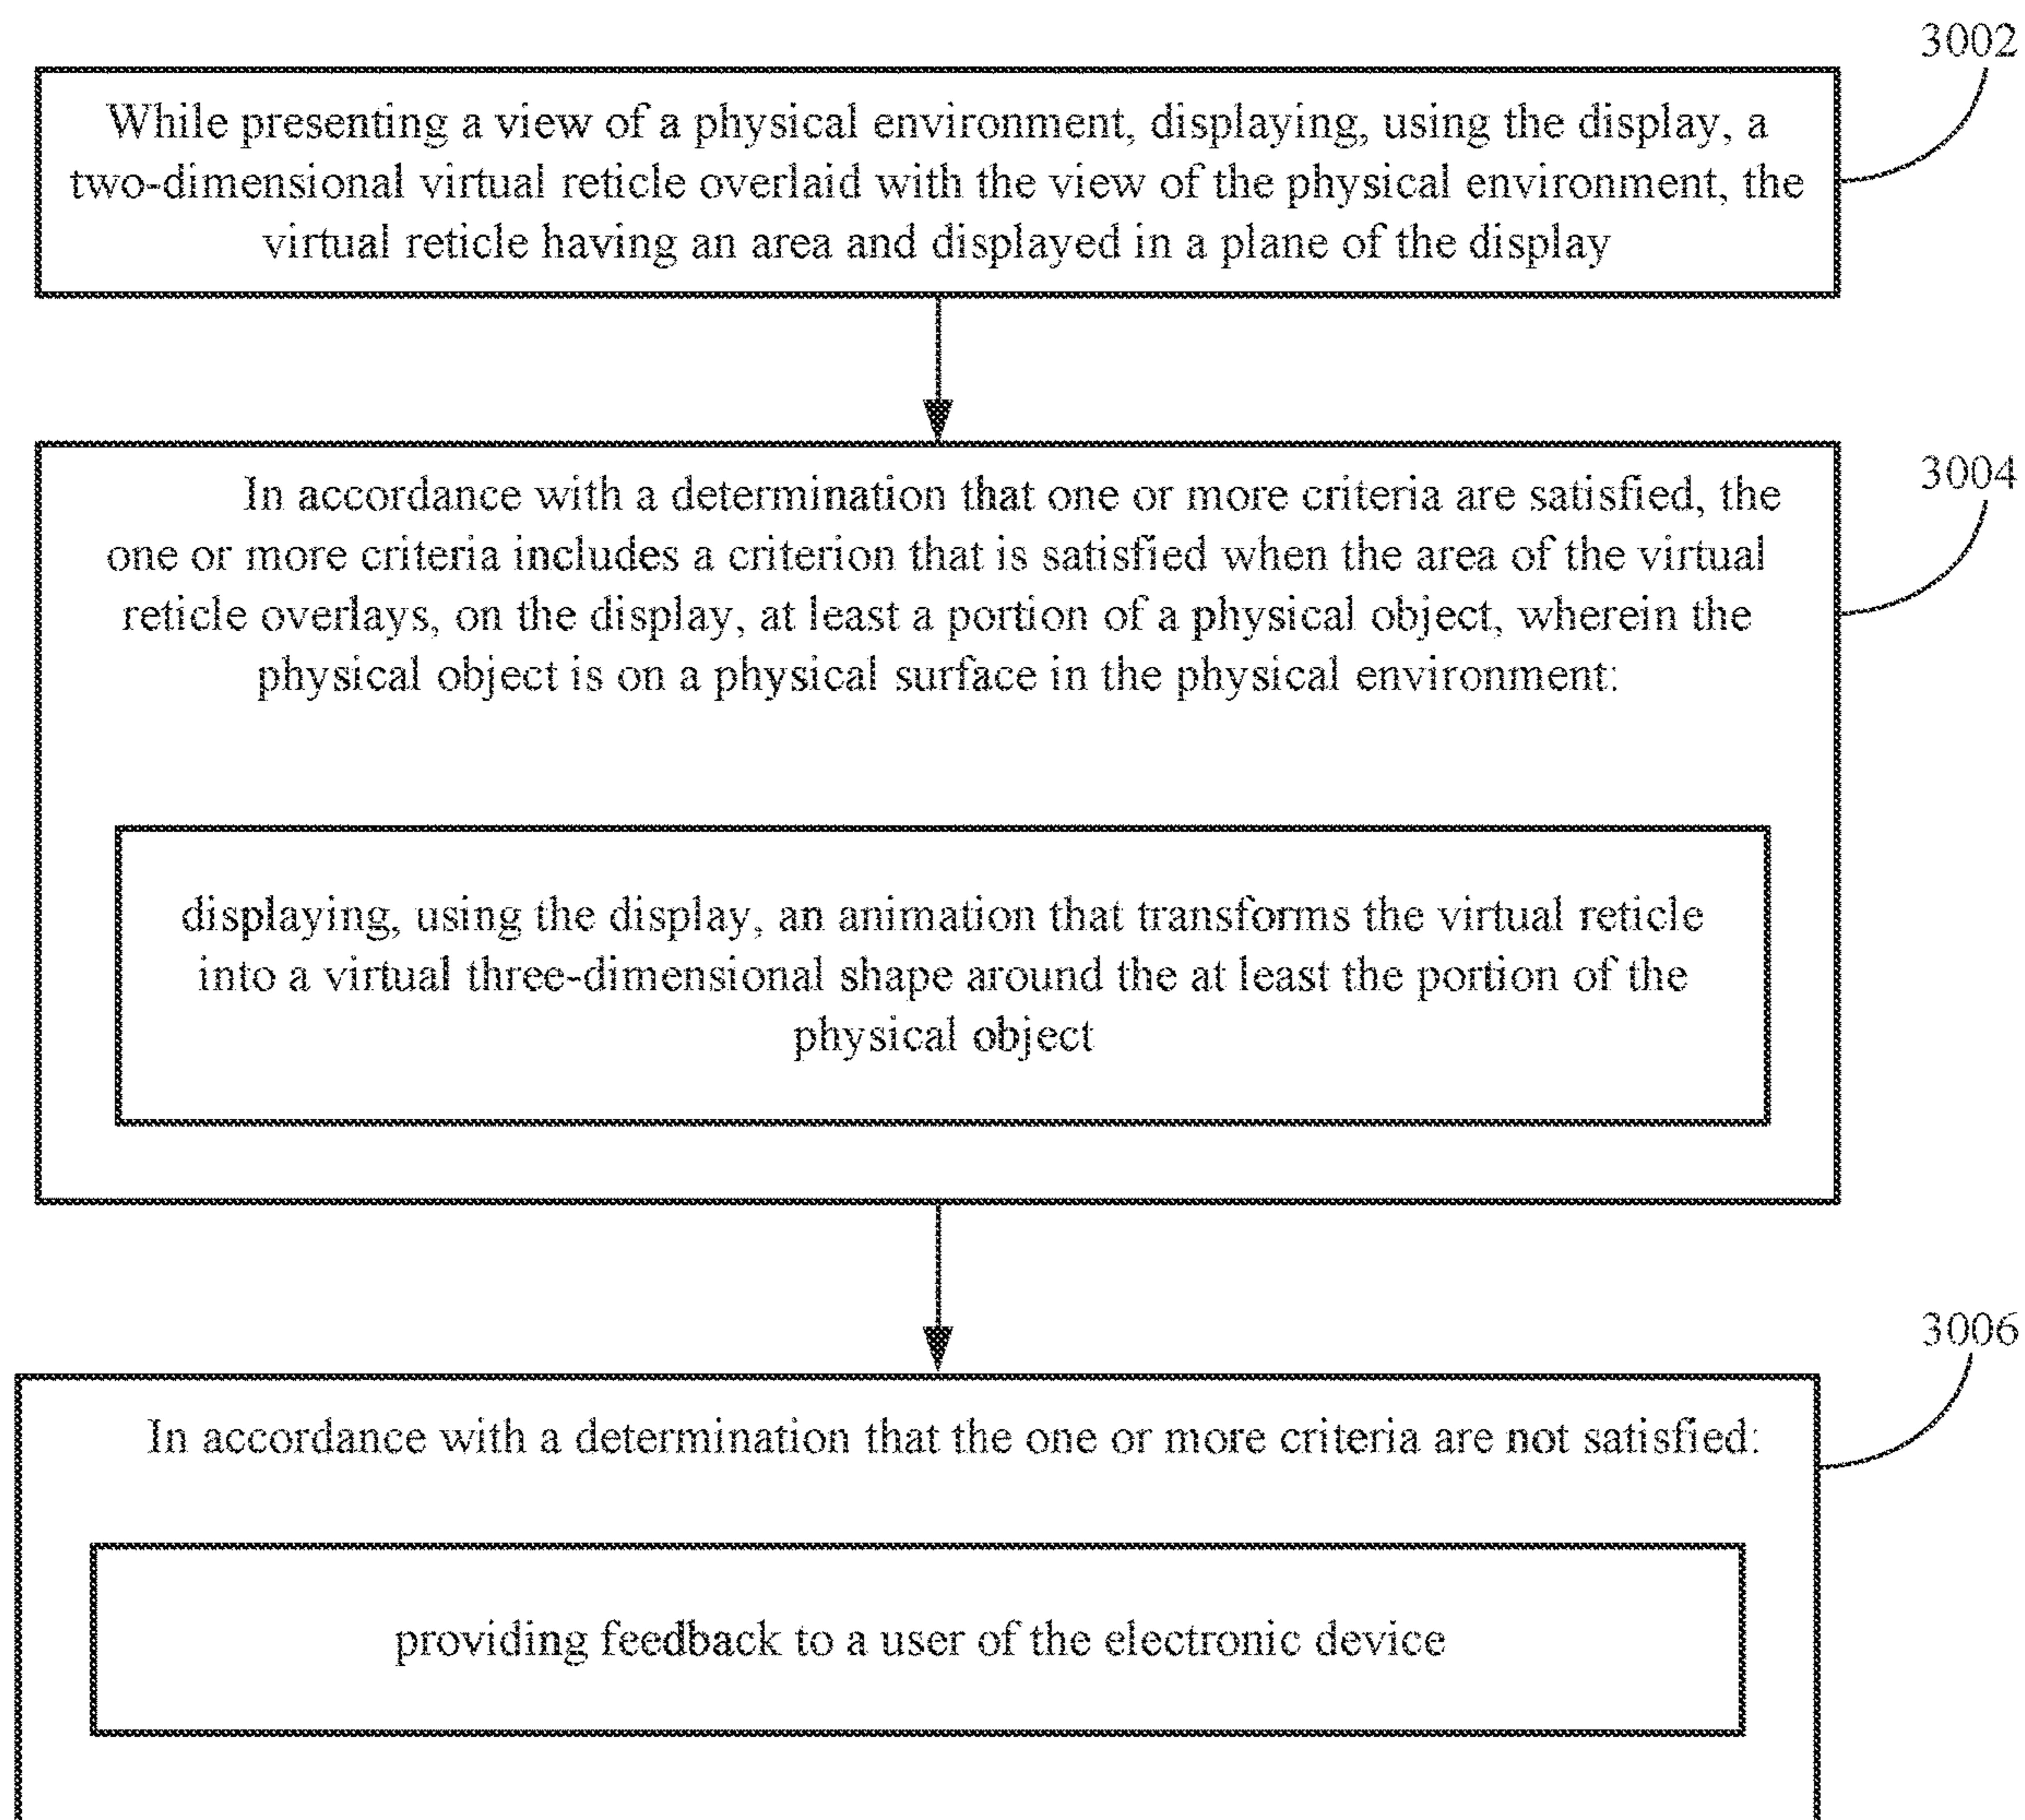 3002
While presenting a view of a physical environment, displaying, using the display, a
two-dimensional virtual reticle overlaid with the view of the physical environment, the
virtual reticle having an area and displayed in a plane of the display
3004
In accordance with a determination that one or more criteria are satisfied, the
one or more criteria includes a criterion that is satisfied when the area of the virtual
reticle overlays, on the display, at least a portion of a physical object, wherein the
physical object is on a physical surface in the physical environment:
displaying, using the display, an animation that transforms the virtual reticle
into a virtual three-dimensional shape around the at least the portion of the
physical object
3006
In accordance with a determination that the one or more criteria are not satisfied:
providing feedback to a user of the electronic device